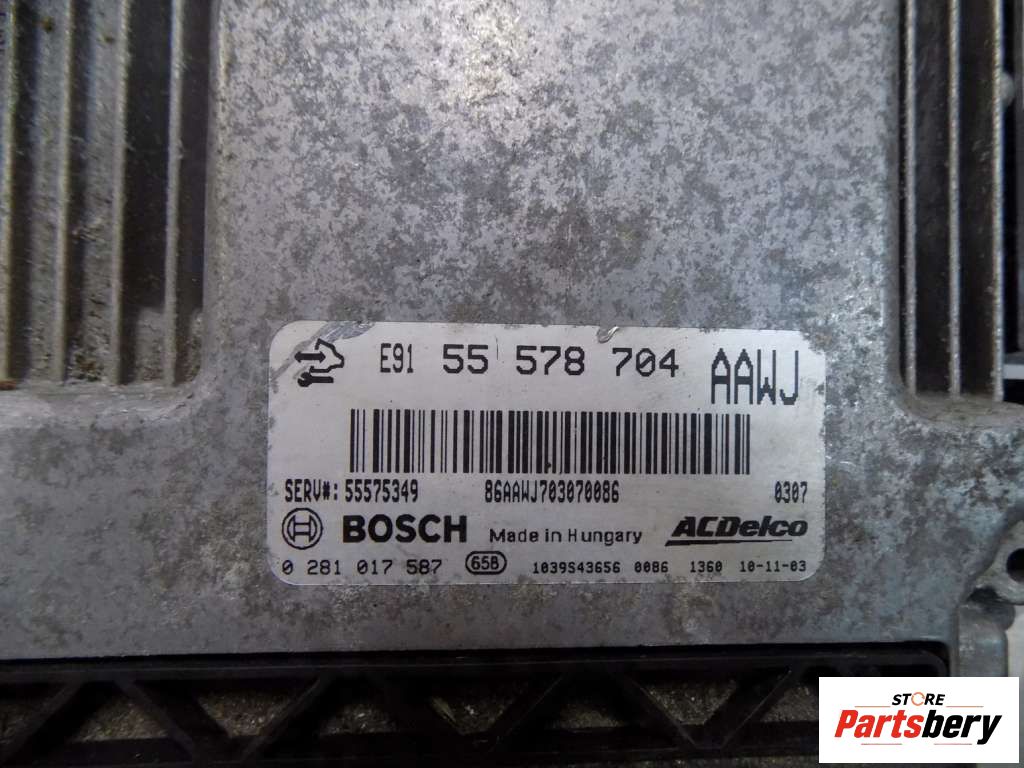 E91 55 578 704 AAWJ
SERV#: 55575349 86AAWJ703070086 0307
BOSCH Made in Hungary ACDelco
0 281 017 587 658 1039S43656 0086 1360 10-11-03
STORE
Partsbery